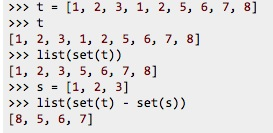 >>> t = [1, 2, 3, 1, 2, 5, 6, 7, 8]
>>> t
[1, 2, 3, 1, 2, 5, 6, 7, 8]
>>> list(set(t))
[1, 2, 3, 5, 6, 7, 8]
>>> s = [1, 2, 3]
>>> list(set(t) - set(s))
[8, 5, 6, 7]